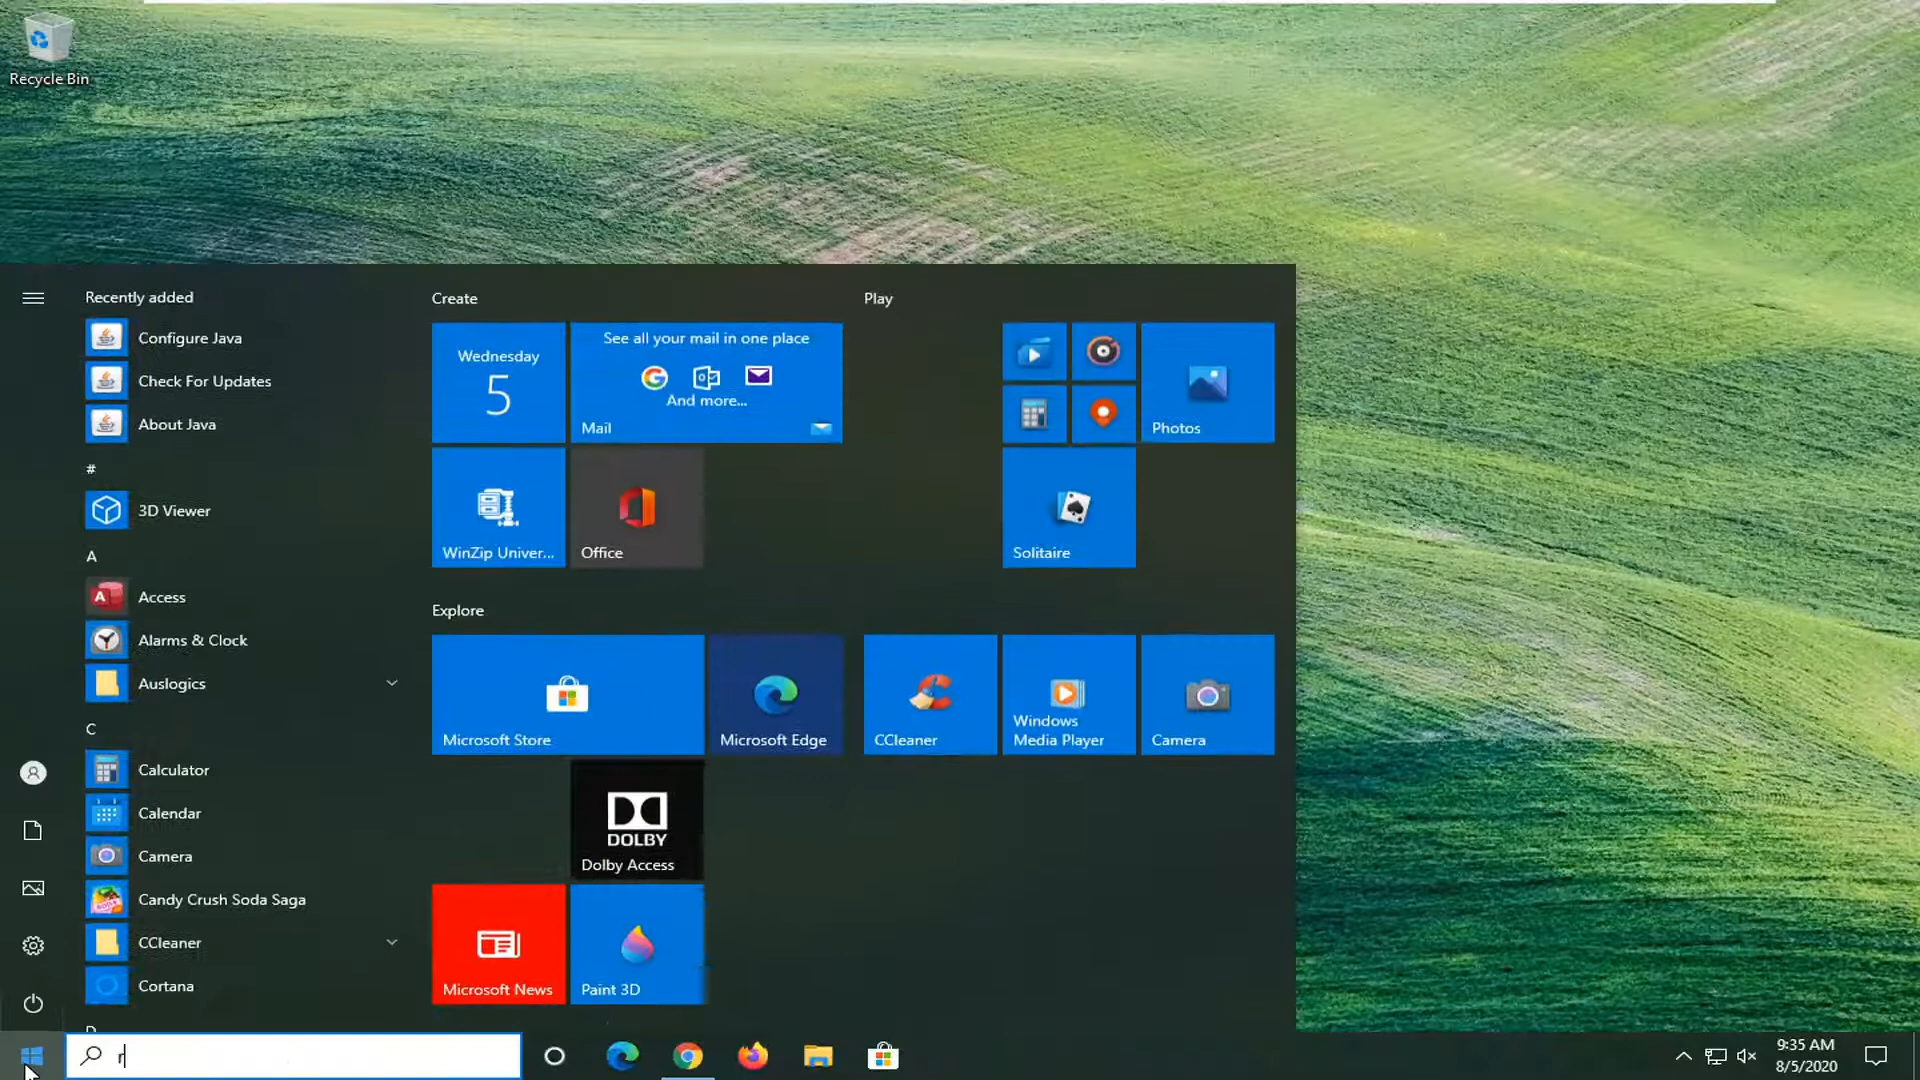 Recycle Bin
Recently added
Configure Java
Check For Updates
About Java
#
3D Viewer
A
Access
Alarms & Clock
Auslogics
C
Calculator
Calendar
Camera
Candy Crush Soda Saga
CCleaner
Cortana
D
Create
Wednesday
5
See all your mail in one place
And more...
Mail
WinZip Univer...
Office
Explore
Microsoft Store
Microsoft Edge
DOLBY
Dolby Access
Microsoft News
Paint 3D
Play
Photos
Solitaire
CCleaner
Windows
Media Player
Camera
r
9:35 AM
8/5/2020